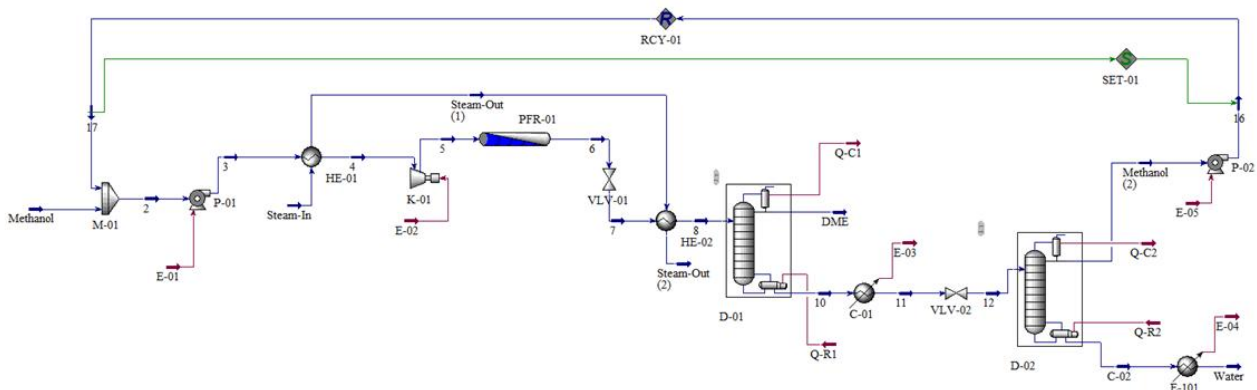 R
RCY-01
S
SET-01
17
Steam-Out
(1)
PFR-01
16
Q-C1
5
6
3
4
P-02
Methanol
(2)
2
HE-01
K-01
VLV-01
E-05
Methanol
M-01
P-01
Steam-In
E-02
7
8
HE-02
DME
Q-C2
E-01
Steam-Out
(2)
E-03
10
11
12
D-01
C-01
VLV-02
Q-R2
E-04
Q-R1
D-02
C-02
E-101
Water